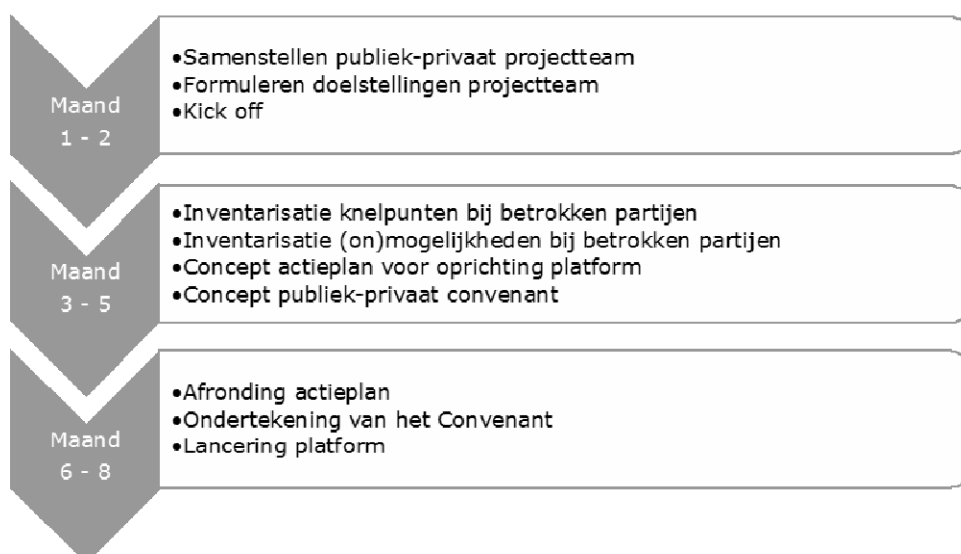 Maand
1 - 2
•Samenstellen publiek-privaat projectteam
•Formuleren doelstellingen projectteam
•Kick off
Maand
3 - 5
•Inventarisatie knelpunten bij betrokken partijen
•Inventarisatie (on)mogelijkheden bij betrokken partijen
•Concept actieplan voor oprichting platform
•Concept publiek-privaat convenant
Maand
6 - 8
•Afronding actieplan
•Ondertekening van het Convenant
•Lancering platform